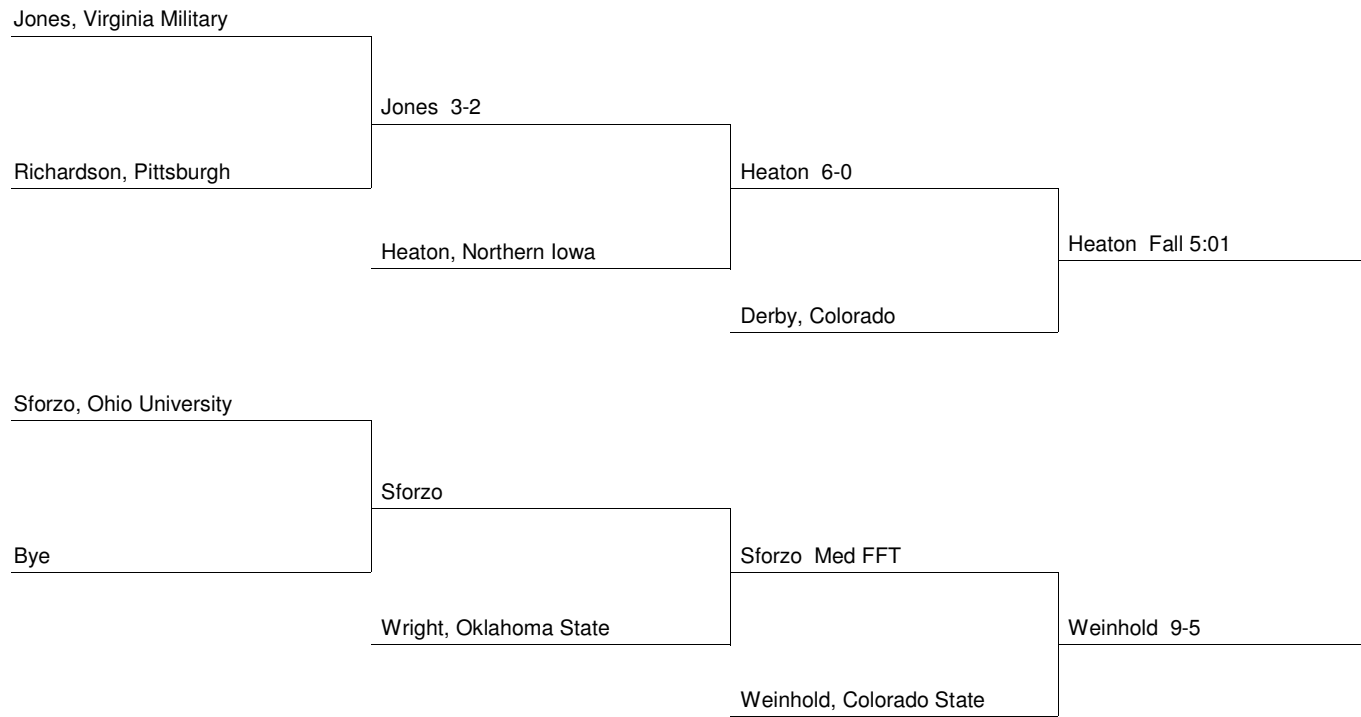 Jones, Virginia Military
Jones  3-2
Richardson, Pittsburgh
Heaton  6-0
Heaton, Northern Iowa
Heaton  Fall 5:01
Derby, Colorado
Sforzo, Ohio University
Sforzo
Bye
Sforzo  Med FFT
Wright, Oklahoma State
Weinhold  9-5
Weinhold, Colorado State